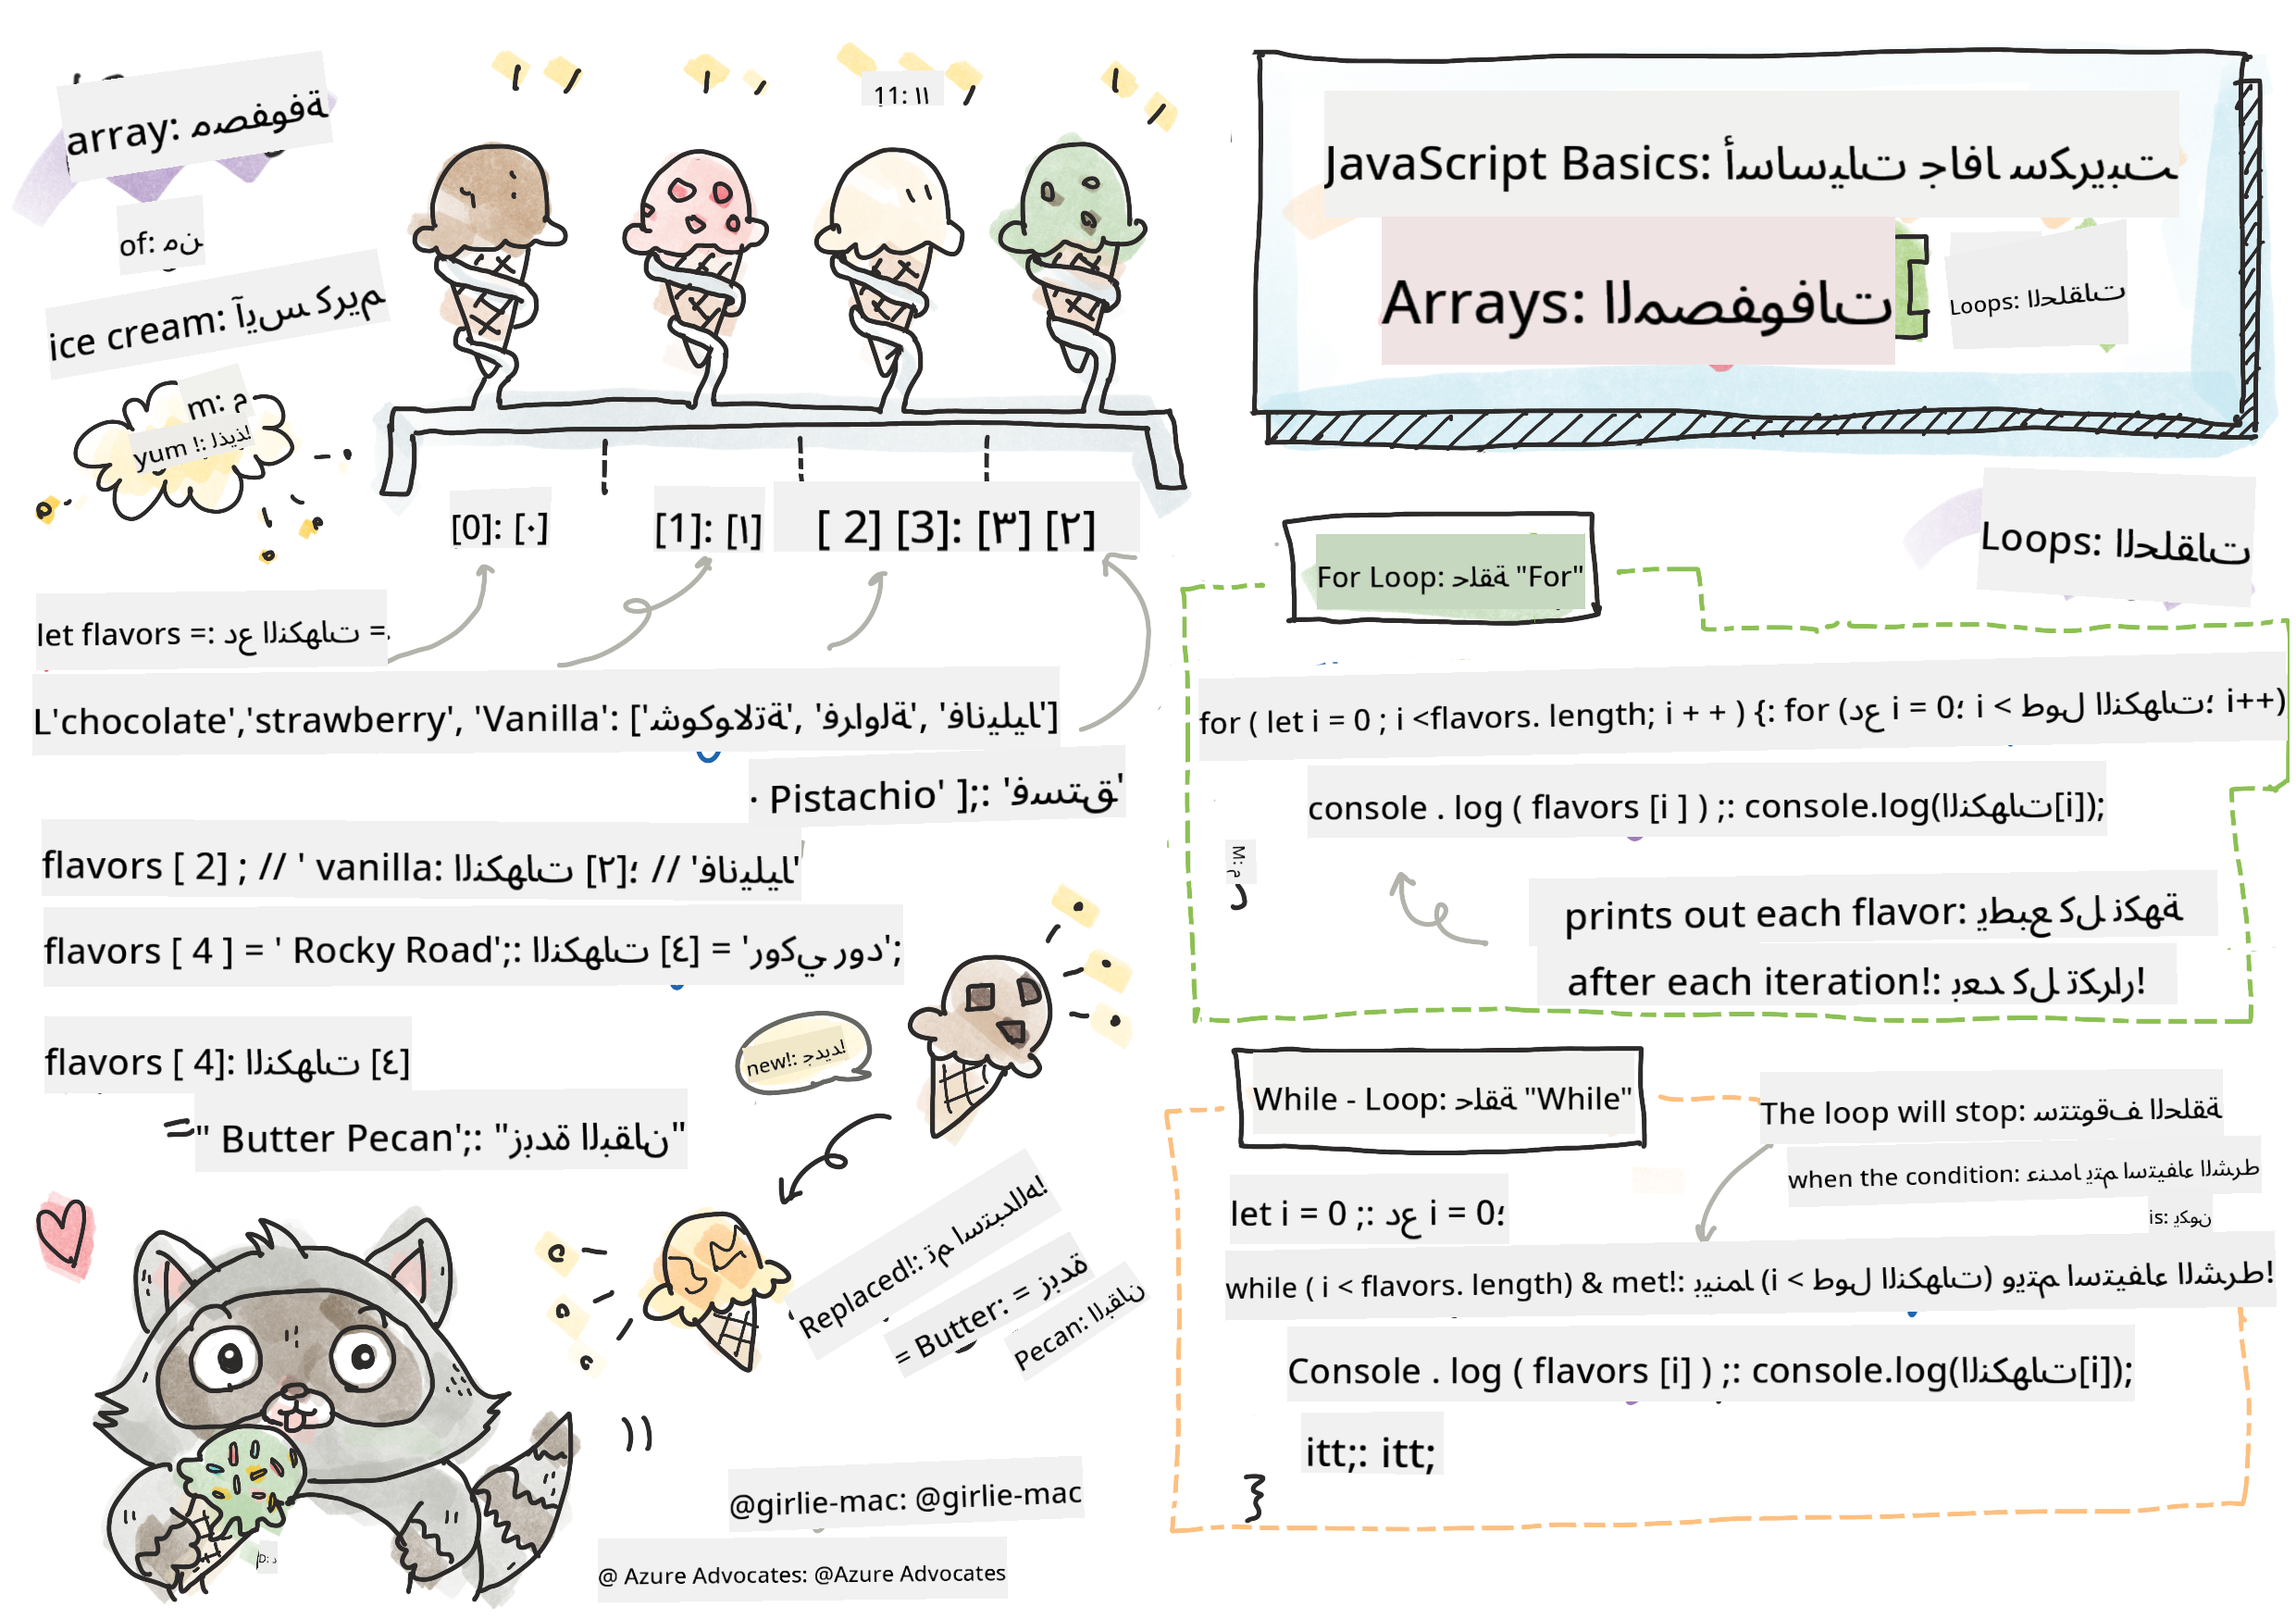 array: مصفوفة
of: من
ice cream: آيس كريم
m: م
yum !: لذيذ!
11: ١١
[0]: [٠]
[1]: [١]
[ 2] [3]: [٣] [٢]
let flavors =: دع النكهات =
L'chocolate','strawberry', 'Vanilla': ['شوكولاتة', 'فراولة', 'فانيليا']
· Pistachio' ];: 'فستق'
flavors [ 2] ; // ' vanilla: النكهات [٢]؛ // 'فانيليا'
flavors [ 4 ] = ' Rocky Road';: النكهات [٤] = 'روكي رود';
flavors [ 4]: النكهات [٤]
=" Butter Pecan';: "زبدة البقان"
new!: جديد!
Replaced!: تم استبداله!
= Butter: = زبدة
Pecan: البقان
D: د
@girlie-mac: @girlie-mac
@ Azure Advocates: @Azure Advocates
JavaScript Basics: أساسيات جافا سكريبت
Arrays: المصفوفات
Loops: الحلقات
Loops: الحلقات
For Loop: حلقة "For"
for ( let i = 0 ; i <flavors. length; i + + ) {: for (دع i = 0؛ i < طول النكهات؛ i++)
console . log ( flavors [i ] ) ;: console.log(النكهات[i]);
M: م
prints out each flavor: يطبع كل نكهة
after each iteration!: بعد كل تكرار!
While - Loop: حلقة "While"
The loop will stop: ستتوقف الحلقة
when the condition: عندما يتم استيفاء الشرط
is: يكون
let i = 0 ;: دع i = 0؛
while ( i < flavors. length) & met!: بينما (i < طول النكهات) ويتم استيفاء الشرط!
Console . log ( flavors [i] ) ;: console.log(النكهات[i]);
itt;: itt;
}